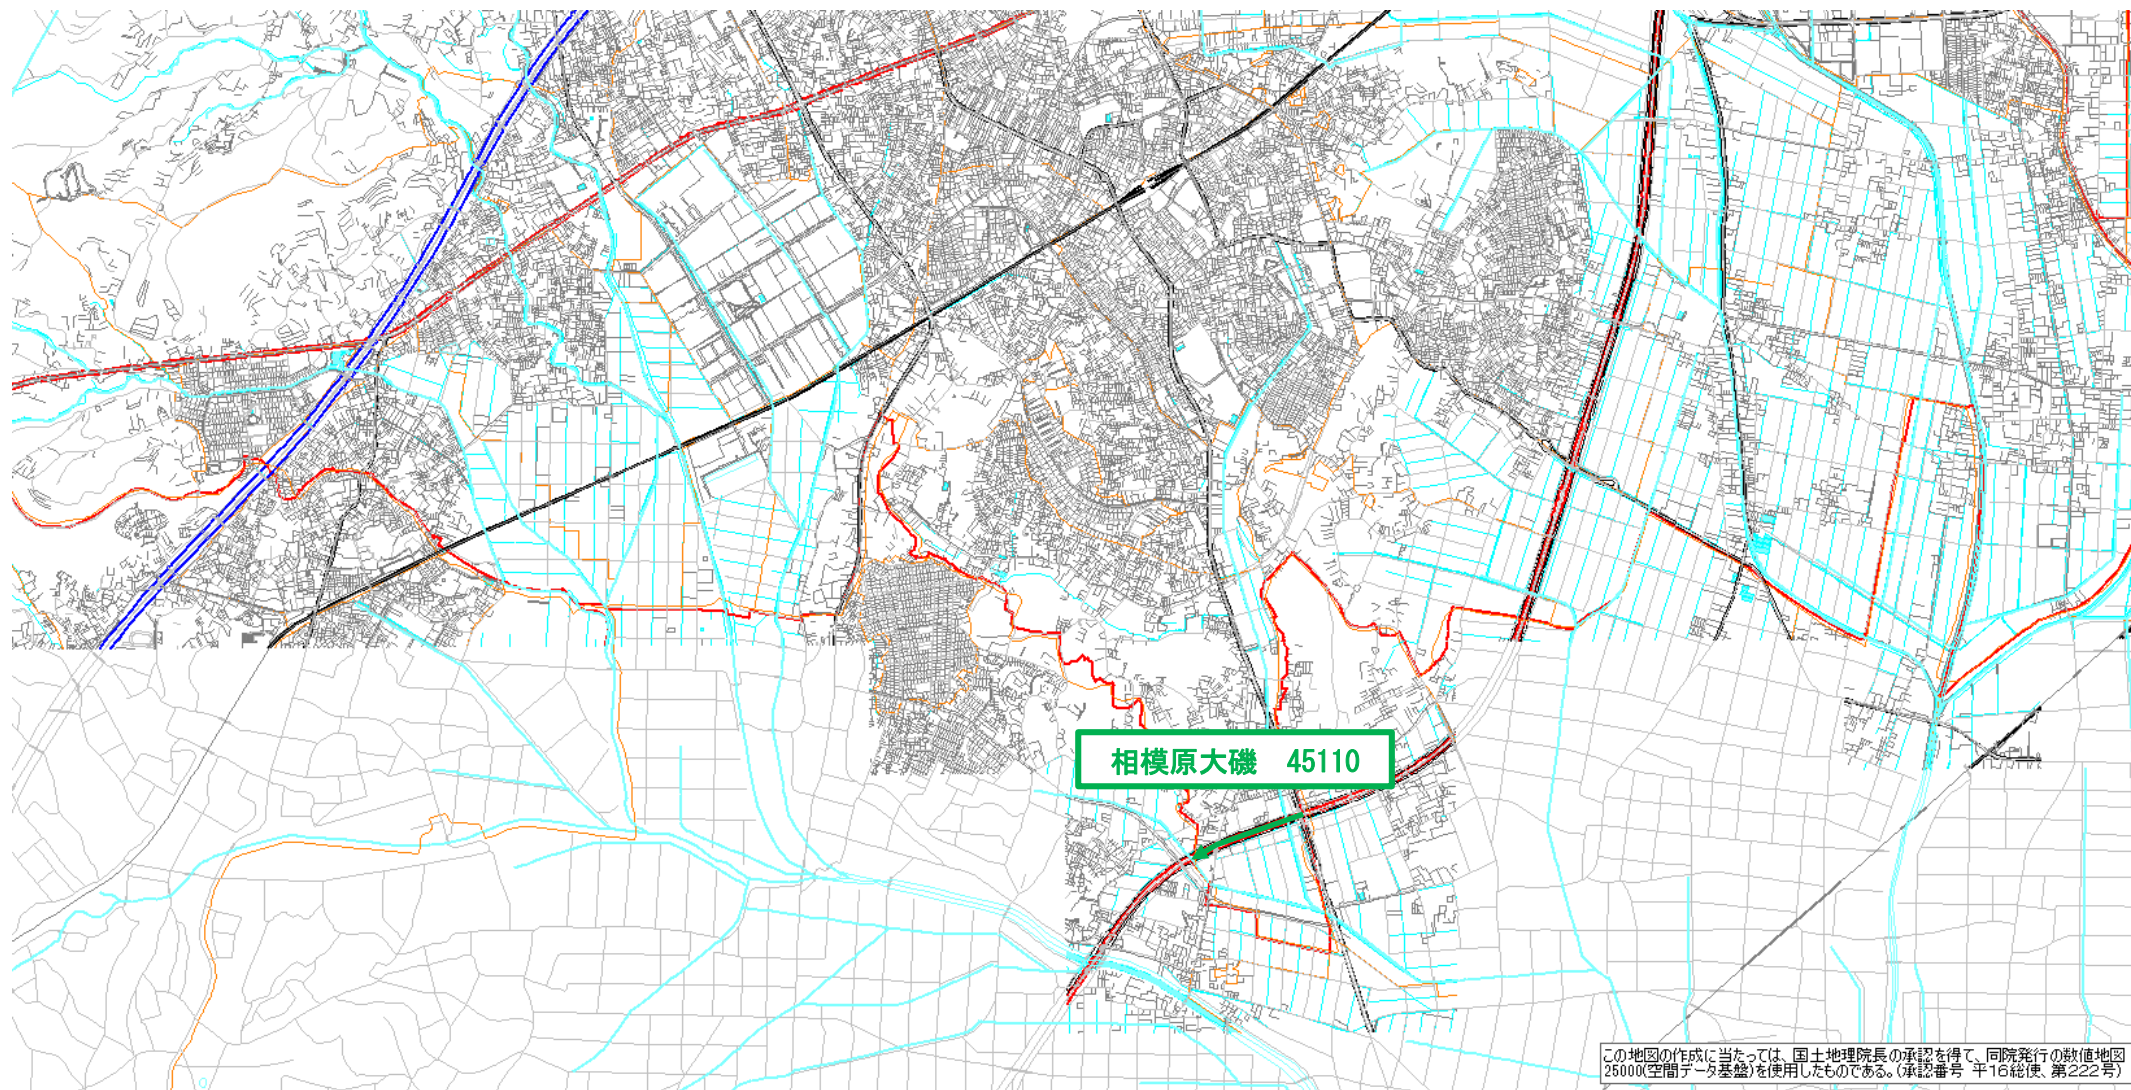 相模原大磯　45110
この地図の作成に当たっては、国土地理院長の承認を得て、同院発行の数値地図
25000(空間データ基盤)を使用したものである。(承認番号　平16総使、第222号)